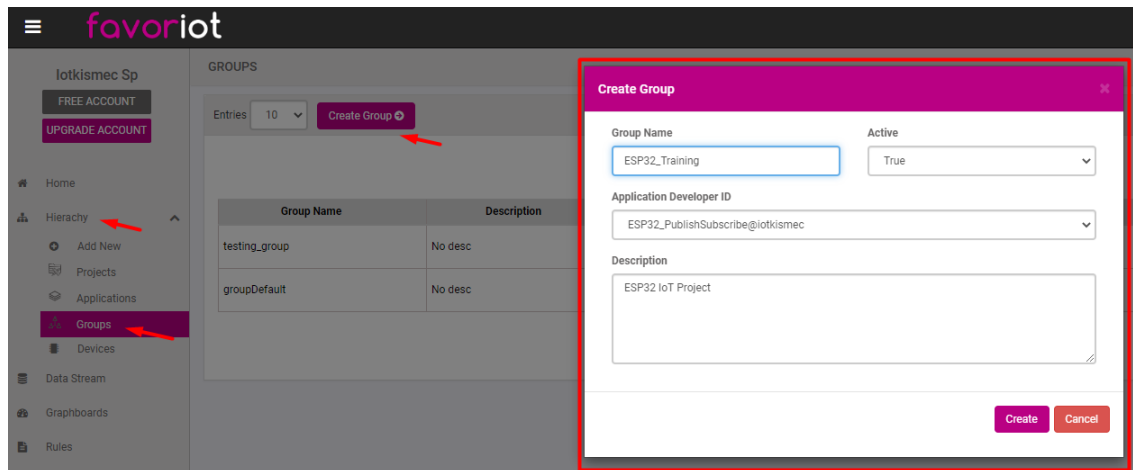 favoriot
Iotkismec Sp
FREE ACCOUNT
UPGRADE ACCOUNT
Home
Hierachy
Add New
Projects
Applications
Groups
Devices
Data Stream
Graphboards
Rules
GROUPS
Entries 10 Create Group
Group Name Description
testing_group No desc
groupDefault No desc
Create Group ×
Group Name Active
ESP32_Training True
Application Developer ID
ESP32_PublishSubscribe@iotkismec
Description
ESP32 IoT Project
Create Cancel